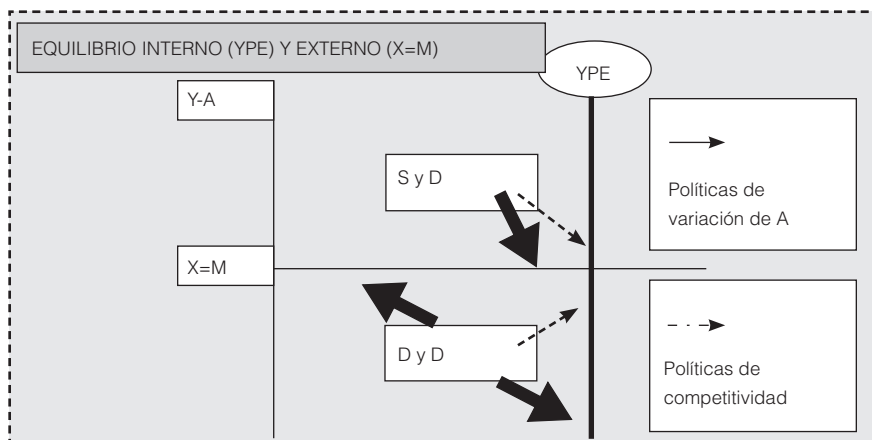 EQUILIBRIO INTERNO (YPE) Y EXTERNO (X=M)
YPE
Y-A
S y D
Políticas de
variación de A
X=M
D y D
Políticas de
competitividad